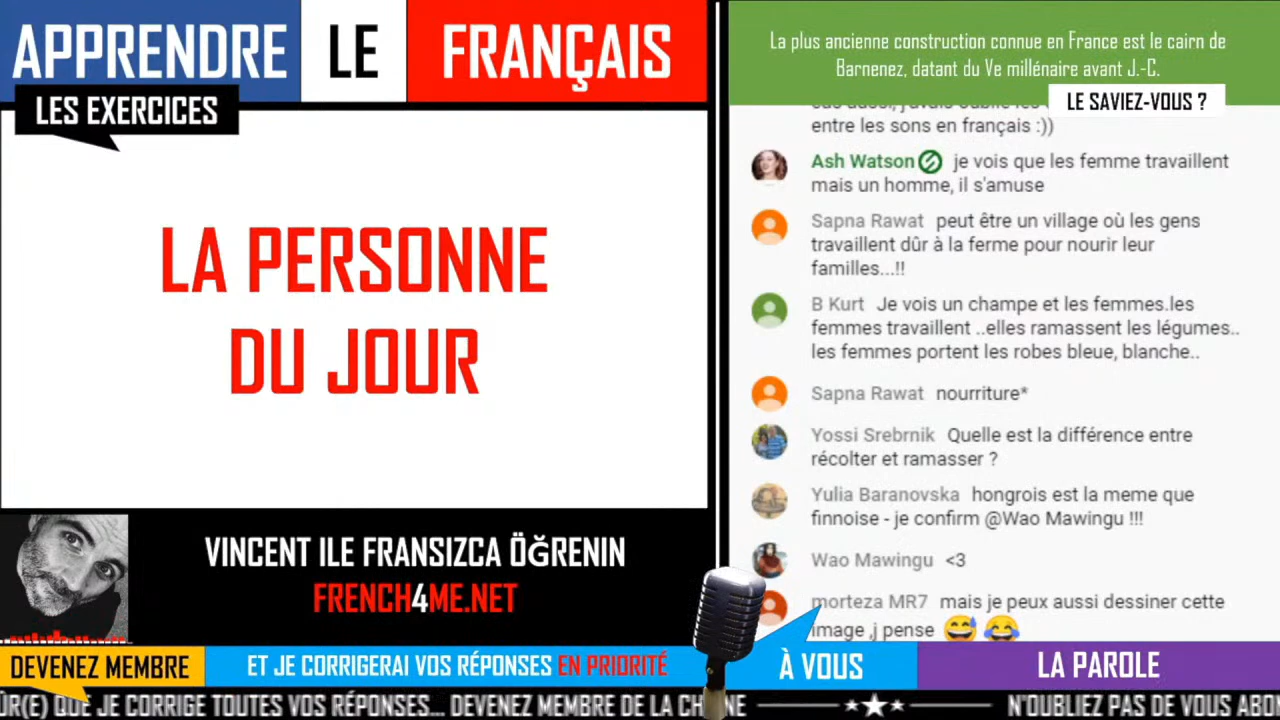 APPRENDRE LE FRANÇAIS
LES EXERCICES
LA PERSONNE
DU JOUR
VINCENT ILE FRANSIZCA ÖĞRENIN
FRENCH4ME.NET
La plus ancienne construction connue en France est le cairn de
Barnenez, datant du Ve millénaire avant J.-C.
LE SAVIEZ-VOUS ?
entre les sons en français :))
Ash Watson je vois que les femme travaillent
mais un homme, il s'amuse
Sapna Rawat peut être un village où les gens
travaillent dûr à la ferme pour nourir leur
familles...!!
B Kurt Je vois un champe et les femmes.les
femmes travaillent ..elles ramassent les légumes..
les femmes portent les robes bleue, blanche..
Sapna Rawat nourriture*
Yossi Srebrnik Quelle est la différence entre
récolter et ramasser ?
Yulia Baranovska hongrois est la meme que
finnoise - je confirm @Wao Mawingu !!!
Wao Mawingu <3
morteza MR7 mais je peux aussi dessiner cette
image ,j pense 😅😂
DEVENEZ MEMBRE ET JE CORRIGERAI VOS RÉPONSES EN PRIORITÉ
À VOUS LA PAROLE
ÛR(E) QUE JE CORRIGE TOUTES VOS RÉPONSES... DEVENEZ MEMBRE DE LA CH NE N'OUBLIEZ PAS DE VOUS ABO